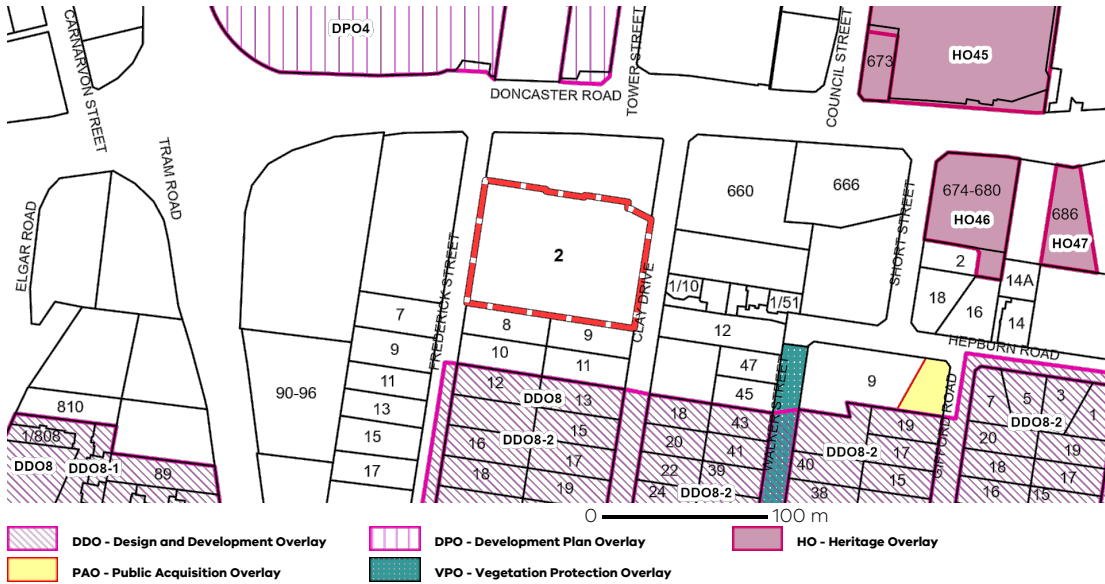 CARNARVON STREET
DPO4
TOWER STREET
COUNCIL STREET
673
HO45
DONCASTER ROAD
TRAM ROAD
ELGAR ROAD
660
666
SHORT STREET
674-680
HO46
686
HO47
2
2
14A
1/10
1/51
18
16
14
FREDERICK STREET
CLAY DRIVE
7
8
9
12
HEPBURN ROAD
9
10
11
47
9
11
12
DDO8
13
45
WALKER STREET
GIFFORD ROAD
90-96
13
810
18
43
19
7
5
3
1
DDO8-2
1/808
15
16
DDO8-2
15
20
41
DDO8-2
17
20
19
DDO8
DDO8-1
89
17
18
17
22
39
40
15
18
17
19
24
DDO8-2
38
16
15
0
100 m
DDO - Design and Development Overlay
DPO - Development Plan Overlay
HO - Heritage Overlay
PAO - Public Acquisition Overlay
VPO - Vegetation Protection Overlay